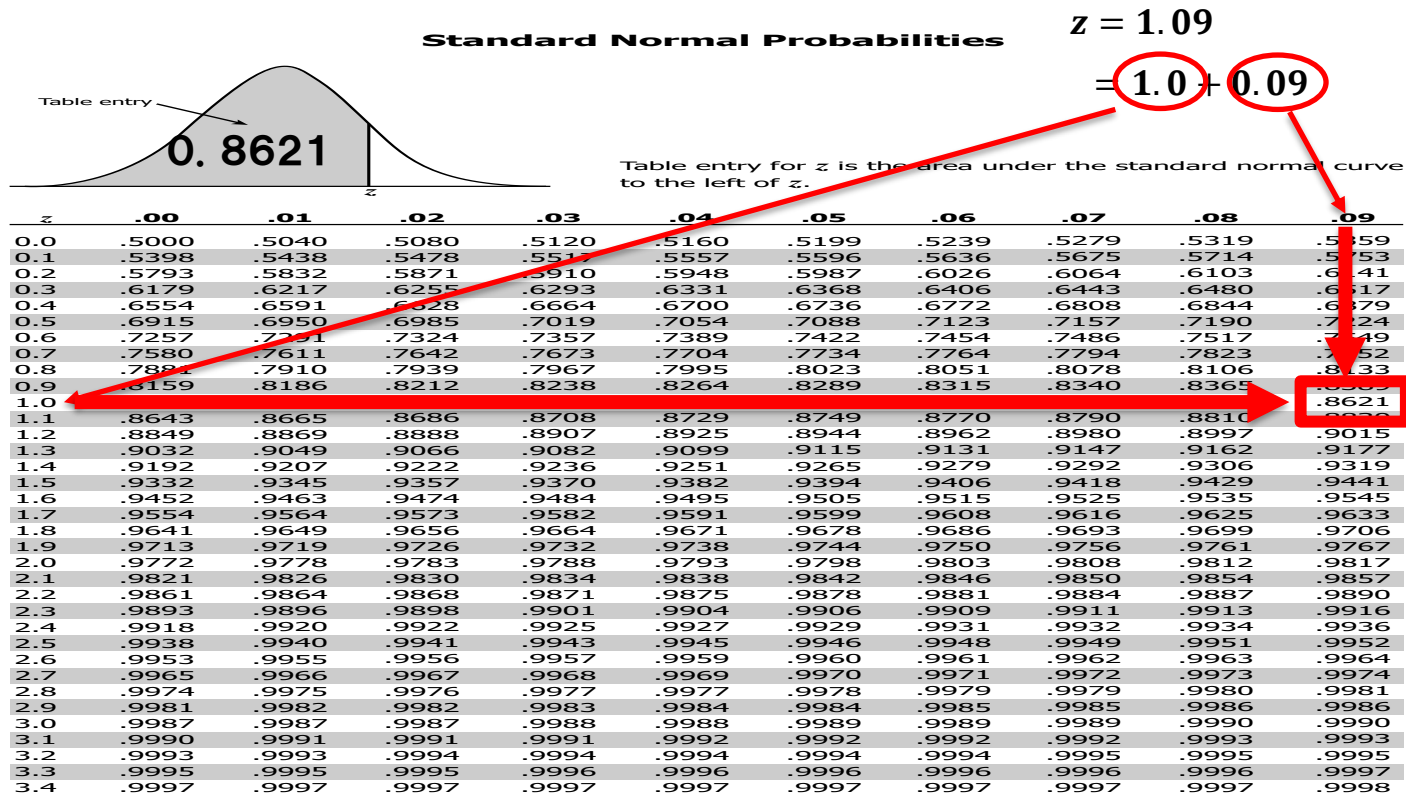 z = 1.09
= 1.0 + 0.09
Standard Normal Probabilities
Table entry
0. 8621
z
Table entry for z is the area under the standard normal curve
to the left of z.
z .00 .01 .02 .03 .04 .05 .06 .07 .08 .09
0.0 .5000 .5040 .5080 .5120 .5160 .5199 .5239 .5279 .5319
0.1 .5398 .5438 .5478 .5517 .5557 .5596 .5636 .5675 .5714
0.2 .5793 .5832 .5871 .5910 .5948 .5987 .6026 .6064 .6103
0.3 .6179 .6217 .6255 .6293 .6331 .6368 .6406 .6443 .6480
0.4 .6554 .6591 .6628 .6664 .6700 .6736 .6772 .6808 .6844
0.5 .6915 .6950 .6985 .7019 .7054 .7088 .7123 .7157 .7190
0.6 .7257 .7291 .7324 .7357 .7389 .7422 .7454 .7486 .7517
0.7 .7580 .7611 .7642 .7673 .7704 .7734 .7764 .7794 .7823
0.8 .7881 .7910 .7939 .7967 .7995 .8023 .8051 .8078 .8106
0.9 .8159 .8186 .8212 .8238 .8264 .8289 .8315 .8340 .8365
1.0 .8621
1.1 .8643 .8665 .8686 .8708 .8729 .8749 .8770 .8790 .8810
1.2 .8849 .8869 .8888 .8907 .8925 .8944 .8962 .8980 .8997 .9015
1.3 .9032 .9049 .9066 .9082 .9099 .9115 .9131 .9147 .9162 .9177
1.4 .9192 .9207 .9222 .9236 .9251 .9265 .9279 .9292 .9306 .9319
1.5 .9332 .9345 .9357 .9370 .9382 .9394 .9406 .9418 .9429 .9441
1.6 .9452 .9463 .9474 .9484 .9495 .9505 .9515 .9525 .9535 .9545
1.7 .9554 .9564 .9573 .9582 .9591 .9599 .9608 .9616 .9625 .9633
1.8 .9641 .9649 .9656 .9664 .9671 .9678 .9686 .9693 .9699 .9706
1.9 .9713 .9719 .9726 .9732 .9738 .9744 .9750 .9756 .9761 .9767
2.0 .9772 .9778 .9783 .9788 .9793 .9798 .9803 .9808 .9812 .9817
2.1 .9821 .9826 .9830 .9834 .9838 .9842 .9846 .9850 .9854 .9857
2.2 .9861 .9864 .9868 .9871 .9875 .9878 .9881 .9884 .9887 .9890
2.3 .9893 .9896 .9898 .9901 .9904 .9906 .9909 .9911 .9913 .9916
2.4 .9918 .9920 .9922 .9925 .9927 .9929 .9931 .9932 .9934 .9936
2.5 .9938 .9940 .9941 .9943 .9945 .9946 .9948 .9949 .9951 .9952
2.6 .9953 .9955 .9956 .9957 .9959 .9960 .9961 .9962 .9963 .9964
2.7 .9965 .9966 .9967 .9968 .9969 .9970 .9971 .9972 .9973 .9974
2.8 .9974 .9975 .9976 .9977 .9977 .9978 .9979 .9979 .9980 .9981
2.9 .9981 .9982 .9982 .9983 .9984 .9984 .9985 .9985 .9986 .9986
3.0 .9987 .9987 .9987 .9988 .9988 .9989 .9989 .9989 .9990 .9990
3.1 .9990 .9991 .9991 .9991 .9992 .9992 .9992 .9992 .9993 .9993
3.2 .9993 .9993 .9994 .9994 .9994 .9994 .9994 .9995 .9995 .9995
3.3 .9995 .9995 .9995 .9996 .9996 .9996 .9996 .9996 .9996 .9997
3.4 .9997 .9997 .9997 .9997 .9997 .9997 .9997 .9997 .9997 .9998